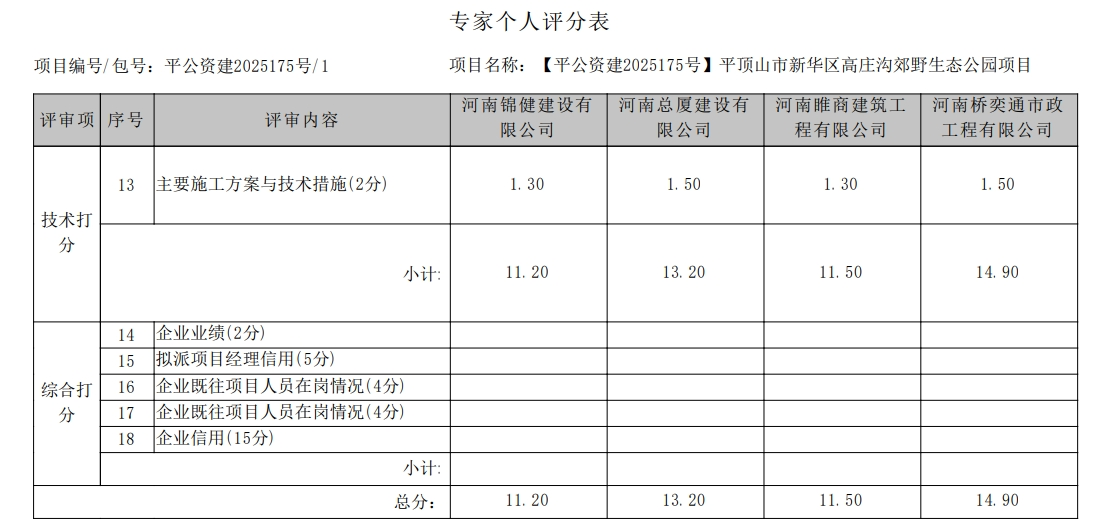 专家个人评分表
项目编号/包号：平公资建2025175号/1 项目名称：【平公资建2025175号】平顶山市新华区高庄沟郊野生态公园项目
评审项 序号 评审内容 河南锦健建设有限公司 河南总厦建设有限公司 河南睢商建筑工程有限公司 河南桥奕通市政工程有限公司
技术打分
13 主要施工方案与技术措施(2分) 1.30 1.50 1.30 1.50
小计: 11.20 13.20 11.50 14.90
综合打分
14 企业业绩(2分)
15 拟派项目经理信用(5分)
16 企业既往项目人员在岗情况(4分)
17 企业既往项目人员在岗情况(4分)
18 企业信用(15分)
小计:
总分： 11.20 13.20 11.50 14.90